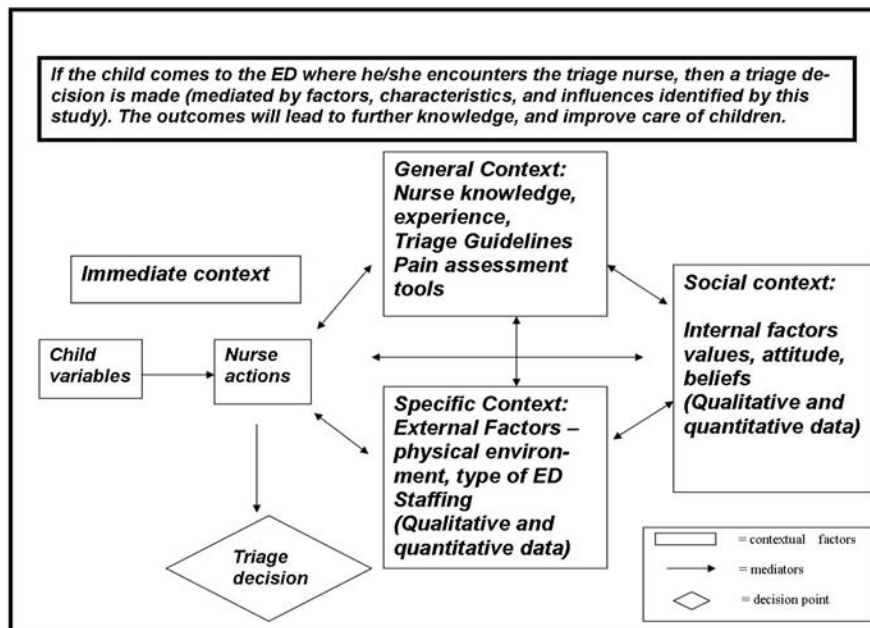 If the child comes to the ED where he/she encounters the triage nurse, then a triage de-
cision is made (mediated by factors, characteristics, and influences identified by this
study). The outcomes will lead to further knowledge, and improve care of children.
General Context:
Nurse knowledge,
experience,
Triage Guidelines
Pain assessment
tools
Immediate context
Social context:
Internal factors
values, attitude,
beliefs
(Qualitative and
quantitative data)
Child
variables
Nurse
actions
Specific Context:
External Factors –
physical environ-
ment, type of ED
Staffing
(Qualitative and
quantitative data)
Triage
decision
= contextual factors
= mediators
= decision point